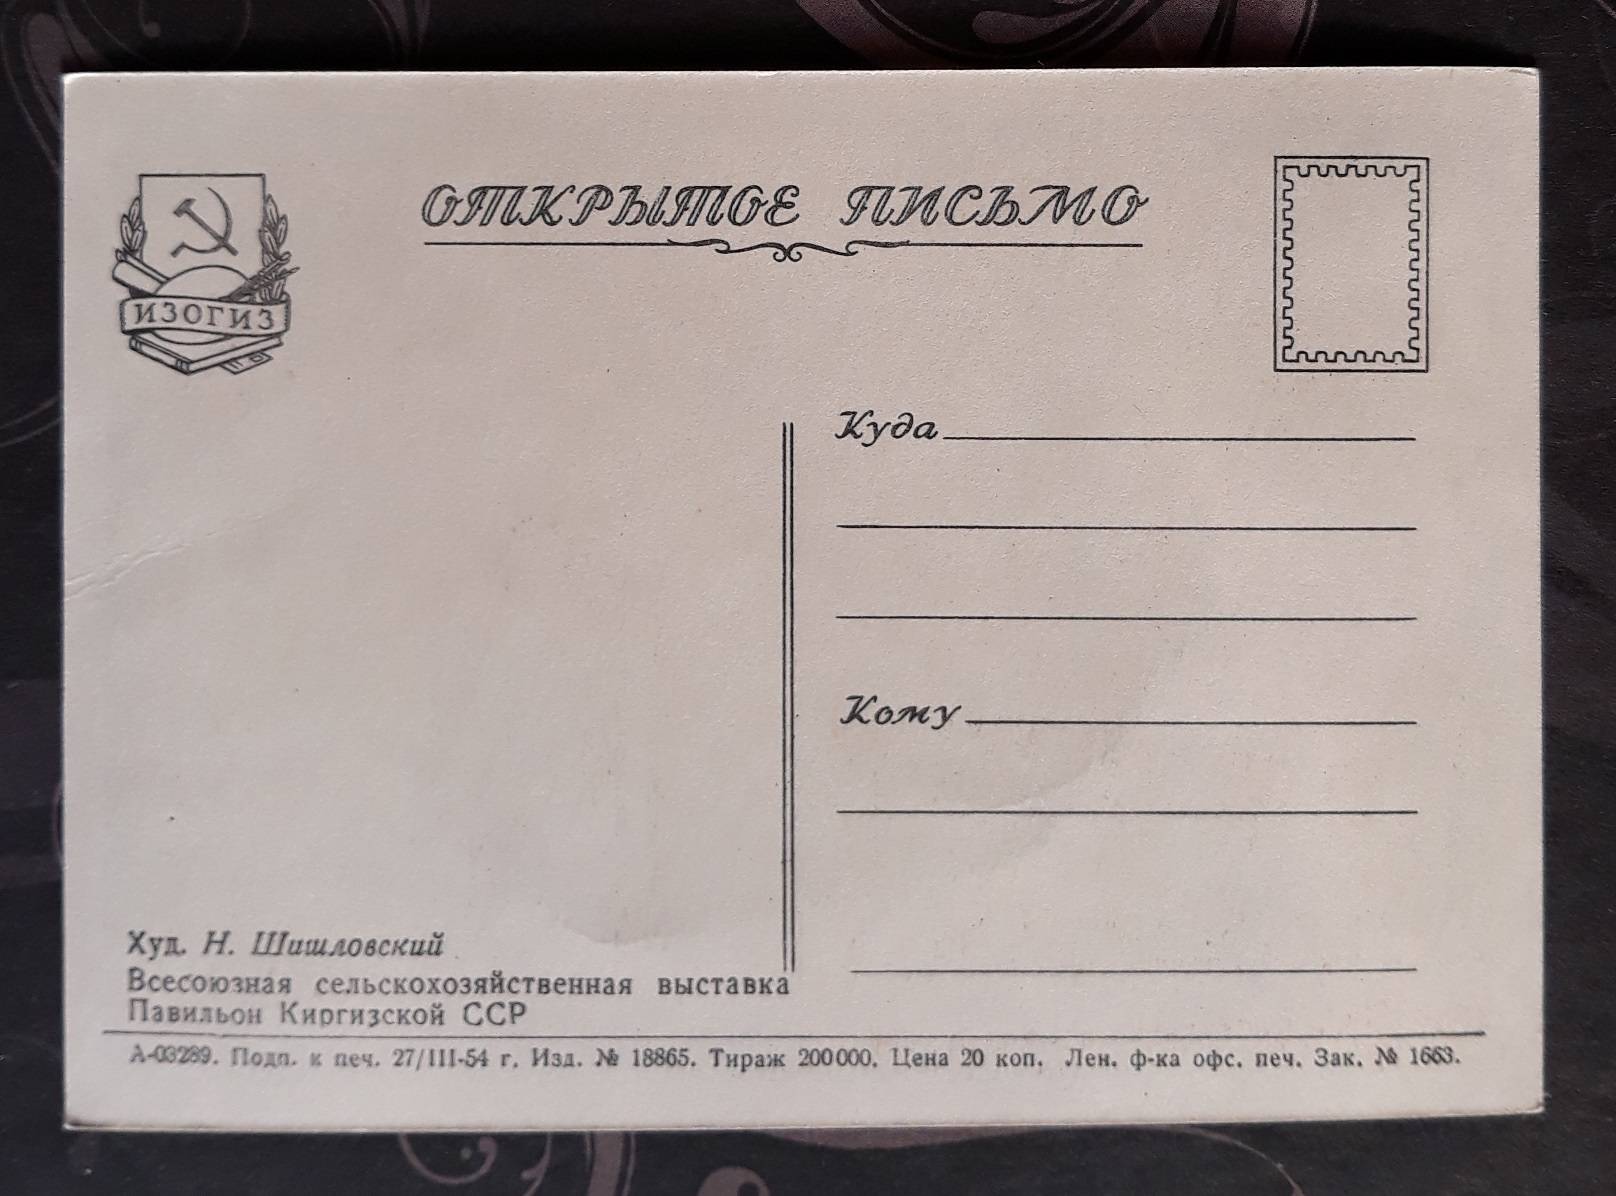 ИЗОГИЗ
ОТКРЫТОЕ ПИСЬМО
Куда
Кому
Худ. Н. Шишловский
Всесоюзная сельскохозяйственная выставка
Павильон Киргизской ССР
А-03289. Подп. к печ. 27/III-54 г. Изд. № 18865. Тираж 200000. Цена 20 коп. Лен. ф-ка офс. печ. Зак. № 1663.